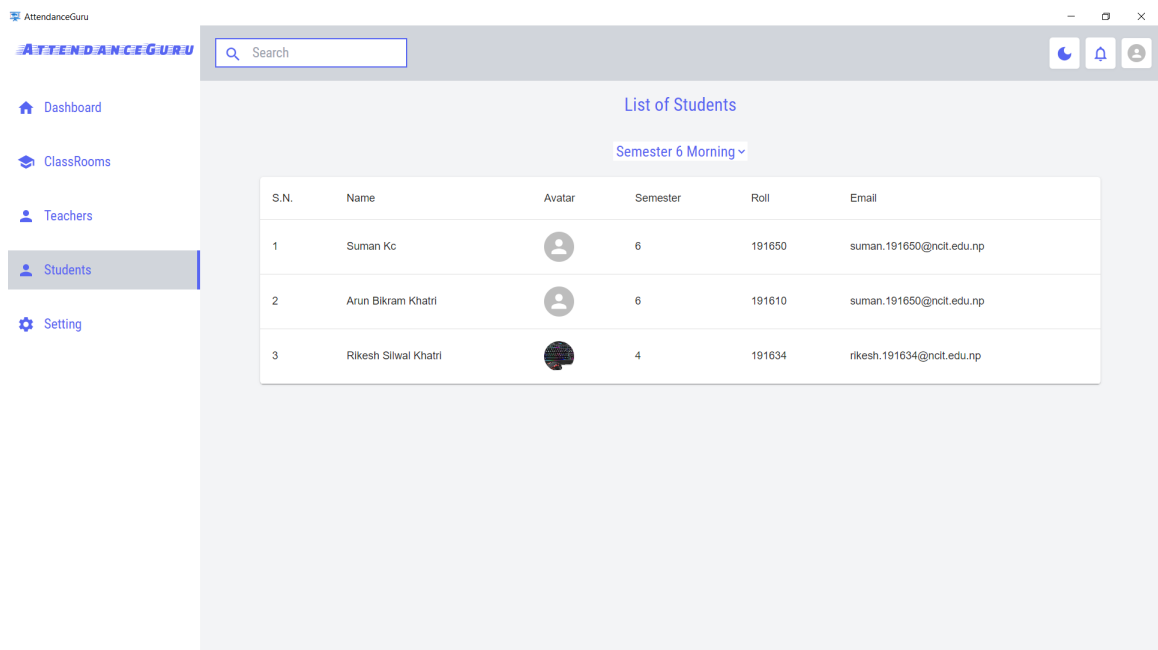 AttendanceGuru
AttendanceGuru
Search
Dashboard
ClassRooms
Teachers
Students
Setting
List of Students
Semester 6 Morning
S.N. Name Avatar Semester Roll Email
1 Suman Kc 6 191650 suman.191650@ncit.edu.np
2 Arun Bikram Khatri 6 191610 suman.191650@ncit.edu.np
3 Rikesh Silwal Khatri 4 191634 rikesh.191634@ncit.edu.np